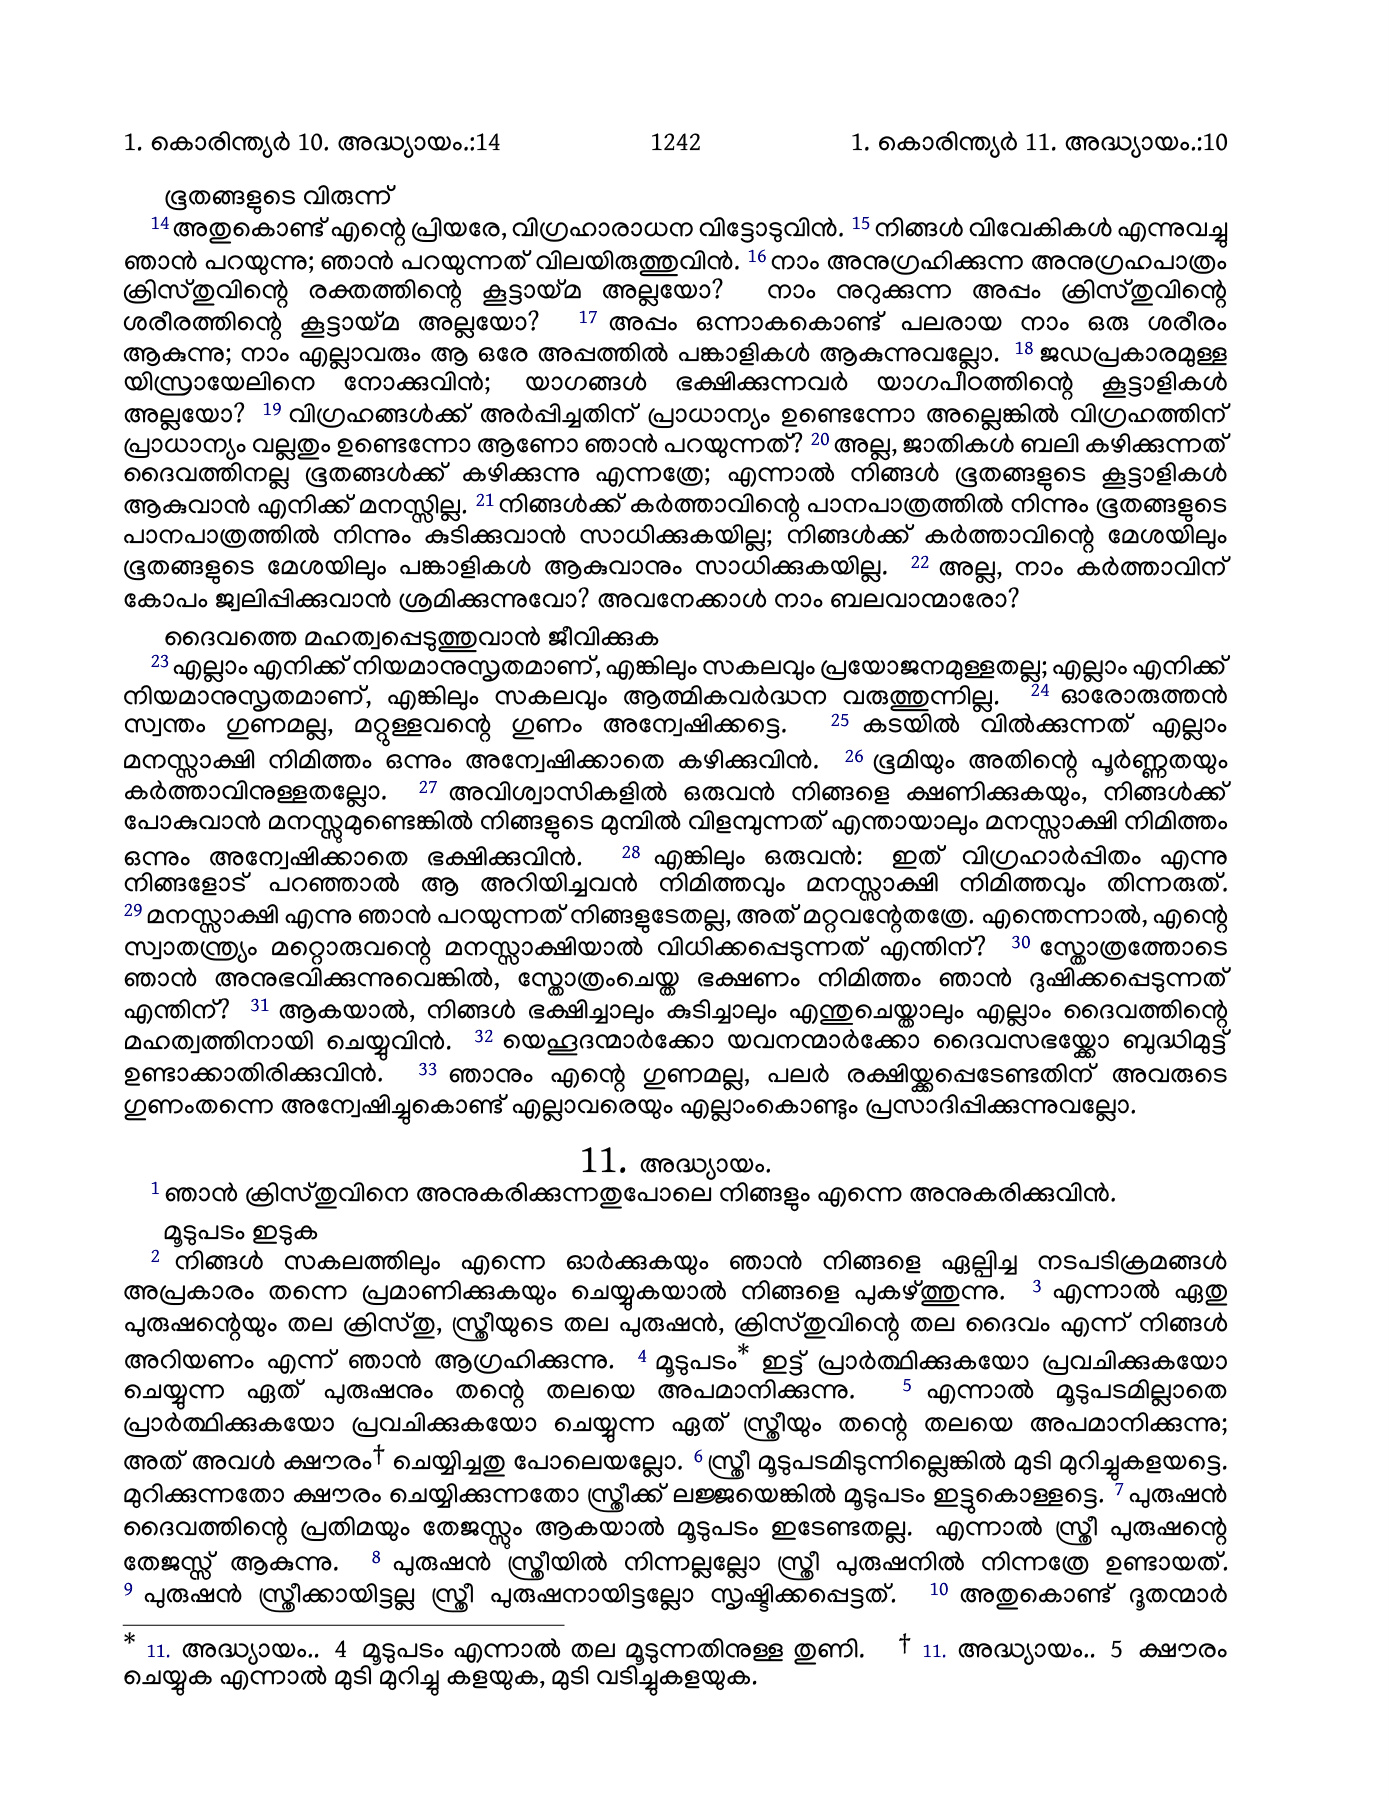 1. കൊരിന്ത്യർ 10. അദ്ധ്യായം.:14 1242 1. കൊരിന്ത്യർ 11. അദ്ധ്യായം.:10
ഭൂതങ്ങളുടെ വിരുന്ന്
14 അതുകൊണ്ട് എന്റെ പ്രിയരേ, വിഗ്രഹാരാധന വിട്ടോടുവിൻ. 15 നിങ്ങൾ വിവേകികൾ എന്നുവച്ചു
ഞാൻ പറയുന്നു; ഞാൻ പറയുന്നത് വിലയിരുത്തുവിൻ. 16 നാം അനുഗ്രഹിക്കുന്ന അനുഗ്രഹപാത്രം
ക്രിസ്തുവിന്റെ രക്തത്തിന്റെ കൂട്ടായ്മ അല്ലയോ? നാം നുറുക്കുന്ന അപ്പം ക്രിസ്തുവിന്റെ
ശരീരത്തിന്റെ കൂട്ടായ്മ അല്ലയോ? 17 അപ്പം ഒന്നാകകൊണ്ട് പലരായ നാം ഒരു ശരീരം
ആകുന്നു; നാം എല്ലാവരും ആ ഒരേ അപ്പത്തിൽ പങ്കാളികൾ ആകുന്നുവല്ലോ. 18 ജഡപ്രകാരമുള്ള
യിസ്രായേലിനെ നോക്കുവിൻ; യാഗങ്ങൾ ഭക്ഷിക്കുന്നവർ യാഗപീഠത്തിന്റെ കൂട്ടാളികൾ
അല്ലയോ? 19 വിഗ്രഹങ്ങൾക്ക് അർപ്പിച്ചതിന് പ്രാധാന്യം ഉണ്ടെന്നോ അല്ലെങ്കിൽ വിഗ്രഹത്തിന്
പ്രാധാന്യം വല്ലതും ഉണ്ടെന്നോ ആണോ ഞാൻ പറയുന്നത്? 20 അല്ല, ജാതികൾ ബലി കഴിക്കുന്നത്
ദൈവത്തിനല്ല ഭൂതങ്ങൾക്ക് കഴിക്കുന്നു എന്നത്രേ; എന്നാൽ നിങ്ങൾ ഭൂതങ്ങളുടെ കൂട്ടാളികൾ
ആകുവാൻ എനിക്ക് മനസ്സില്ല. 21 നിങ്ങൾക്ക് കർത്താവിന്റെ പാനപാത്രത്തിൽ നിന്നും ഭൂതങ്ങളുടെ
പാനപാത്രത്തിൽ നിന്നും കുടിക്കുവാൻ സാധിക്കുകയില്ല; നിങ്ങൾക്ക് കർത്താവിന്റെ മേശയിലും
ഭൂതങ്ങളുടെ മേശയിലും പങ്കാളികൾ ആകുവാനും സാധിക്കുകയില്ല. 22 അല്ല, നാം കർത്താവിന്
കോപം ജ്വലിപ്പിക്കുവാൻ ശ്രമിക്കുന്നുവോ? അവനേക്കാൾ നാം ബലവാന്മാരോ?
ദൈവത്തെ മഹത്വപ്പെടുത്തുവാൻ ജീവിക്കുക
23 എല്ലാം എനിക്ക് നിയമാനുസൃതമാണ്, എങ്കിലും സകലവും പ്രയോജനമുള്ളതല്ല; എല്ലാം എനിക്ക്
നിയമാനുസൃതമാണ്, എങ്കിലും സകലവും ആത്മികവർദ്ധന വരുത്തുന്നില്ല. 24 ഓരോരുത്തൻ
സ്വന്തം ഗുണമല്ല, മറ്റുള്ളവന്റെ ഗുണം അന്വേഷിക്കട്ടെ. 25 കടയിൽ വിൽക്കുന്നത് എല്ലാം
മനസ്സാക്ഷി നിമിത്തം ഒന്നും അന്വേഷിക്കാതെ കഴിക്കുവിൻ. 26 ഭൂമിയും അതിന്റെ പൂർണ്ണതയും
കർത്താവിനുള്ളതല്ലോ. 27 അവിശ്വാസികളിൽ ഒരുവൻ നിങ്ങളെ ക്ഷണിക്കുകയും, നിങ്ങൾക്ക്
പോകുവാൻ മനസ്സുമുണ്ടെങ്കിൽ നിങ്ങളുടെ മുമ്പിൽ വിളമ്പുന്നത് എന്തായാലും മനസ്സാക്ഷി നിമിത്തം
ഒന്നും അന്വേഷിക്കാതെ ഭക്ഷിക്കുവിൻ. 28 എങ്കിലും ഒരുവൻ: ഇത് വിഗ്രഹാർപ്പിതം എന്നു
നിങ്ങളോട് പറഞ്ഞാൽ ആ അറിയിച്ചവൻ നിമിത്തവും മനസ്സാക്ഷി നിമിത്തവും തിന്നരുത്.
29 മനസ്സാക്ഷി എന്നു ഞാൻ പറയുന്നത് നിങ്ങളുടേതല്ല, അത് മറ്റവന്റേതത്രേ. എന്തെന്നാൽ, എന്റെ
സ്വാതന്ത്ര്യം മറ്റൊരുവന്റെ മനസ്സാക്ഷിയാൽ വിധിക്കപ്പെടുന്നത് എന്തിന്? 30 സ്തോത്രത്തോടെ
ഞാൻ അനുഭവിക്കുന്നുവെങ്കിൽ, സ്തോത്രംചെയ്ത ഭക്ഷണം നിമിത്തം ഞാൻ ദുഷിക്കപ്പെടുന്നത്
എന്തിന്? 31 ആകയാൽ, നിങ്ങൾ ഭക്ഷിച്ചാലും കുടിച്ചാലും എന്തുചെയ്താലും എല്ലാം ദൈവത്തിന്റെ
മഹത്വത്തിനായി ചെയ്യുവിൻ. 32 യെഹൂദന്മാർക്കോ യവനന്മാർക്കോ ദൈവസഭയ്ക്കോ ബുദ്ധിമുട്ട്
ഉണ്ടാക്കാതിരിക്കുവിൻ. 33 ഞാനും എന്റെ ഗുണമല്ല, പലർ രക്ഷിയ്ക്കപ്പെടേണ്ടതിന് അവരുടെ
ഗുണംതന്നെ അന്വേഷിച്ചുകൊണ്ട് എല്ലാവരെയും എല്ലാംകൊണ്ടും പ്രസാദിപ്പിക്കുന്നുവല്ലോ.
11. അദ്ധ്യായം.
1 ഞാൻ ക്രിസ്തുവിനെ അനുകരിക്കുന്നതുപോലെ നിങ്ങളും എന്നെ അനുകരിക്കുവിൻ.
മൂടുപടം ഇടുക
2 നിങ്ങൾ സകലത്തിലും എന്നെ ഓർക്കുകയും ഞാൻ നിങ്ങളെ ഏല്പിച്ച നടപടിക്രമങ്ങൾ
അപ്രകാരം തന്നെ പ്രമാണിക്കുകയും ചെയ്യുകയാൽ നിങ്ങളെ പുകഴ്ത്തുന്നു. 3 എന്നാൽ ഏതു
പുരുഷന്റെയും തല ക്രിസ്തു, സ്ത്രീയുടെ തല പുരുഷൻ, ക്രിസ്തുവിന്റെ തല ദൈവം എന്ന് നിങ്ങൾ
അറിയണം എന്ന് ഞാൻ ആഗ്രഹിക്കുന്നു. 4 മൂടുപടം* ഇട്ട് പ്രാർത്ഥിക്കുകയോ പ്രവചിക്കുകയോ
ചെയ്യുന്ന ഏത് പുരുഷനും തന്റെ തലയെ അപമാനിക്കുന്നു. 5 എന്നാൽ മൂടുപടമില്ലാതെ
പ്രാർത്ഥിക്കുകയോ പ്രവചിക്കുകയോ ചെയ്യുന്ന ഏത് സ്ത്രീയും തന്റെ തലയെ അപമാനിക്കുന്നു;
അത് അവൾ ക്ഷൗരം† ചെയ്യിച്ചതു പോലെയല്ലോ. 6 സ്ത്രീ മൂടുപടമിടുന്നില്ലെങ്കിൽ മുടി മുറിച്ചുകളയട്ടെ.
മുറിക്കുന്നതോ ക്ഷൗരം ചെയ്യിക്കുന്നതോ സ്ത്രീക്ക് ലജ്ജയെങ്കിൽ മൂടുപടം ഇട്ടുകൊള്ളട്ടെ. 7 പുരുഷൻ
ദൈവത്തിന്റെ പ്രതിമയും തേജസ്സും ആകയാൽ മൂടുപടം ഇടേണ്ടതല്ല. എന്നാൽ സ്ത്രീ പുരുഷന്റെ
തേജസ്സ് ആകുന്നു. 8 പുരുഷൻ സ്ത്രീയിൽ നിന്നല്ലല്ലോ സ്ത്രീ പുരുഷനിൽ നിന്നത്രേ ഉണ്ടായത്.
9 പുരുഷൻ സ്ത്രീക്കായിട്ടല്ല സ്ത്രീ പുരുഷനായിട്ടല്ലോ സൃഷ്ടിക്കപ്പെട്ടത്. 10 അതുകൊണ്ട് ദൂതന്മാർ
* 11. അദ്ധ്യായം.. 4 മൂടുപടം എന്നാൽ തല മൂടുന്നതിനുള്ള തുണി. † 11. അദ്ധ്യായം.. 5 ക്ഷൗരം
ചെയ്യുക എന്നാൽ മുടി മുറിച്ചു കളയുക, മുടി വടിച്ചുകളയുക.